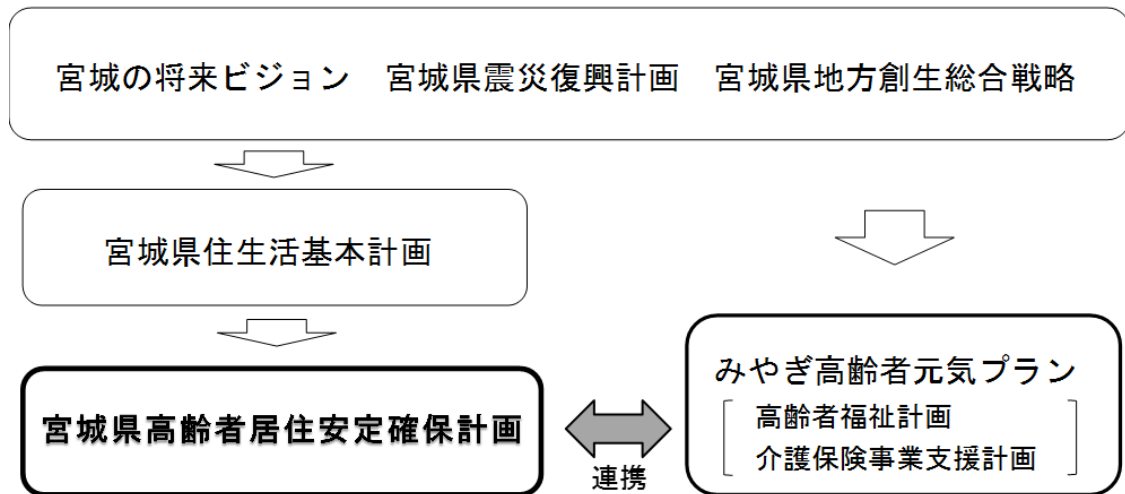 宮城の将来ビジョン　宮城県震災復興計画　宮城県地方創生総合戦略
宮城県住生活基本計画
宮城県高齢者居住安定確保計画
連携
みやぎ高齢者元気プラン
高齢者福祉計画
介護保険事業支援計画